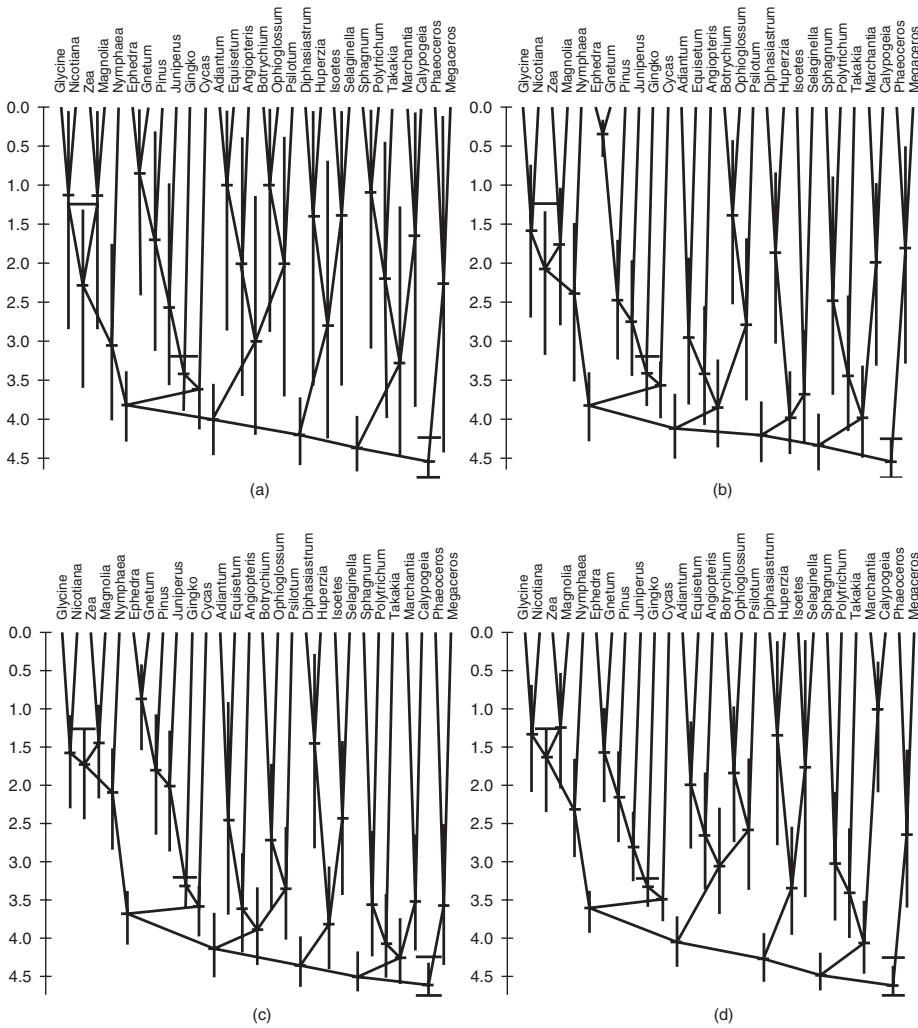 Glycine
Nicotiana
Zea
Magnolia
Nymphaea
Ephedra
Gnetum
Pinus
Juniperus
Gingko
Cycas
Adiantum
Equisetum
Angiopteris
Botrychium
Ophioglossum
Psilotum
Diphasiastrum
Huperzia
Isoetes
Selaginella
Sphagnum
Polytrichum
Takakia
Marchantia
Calypogeia
Phaeoceros
Megaoceros
0.0
0.5
1.0
1.5
2.0
2.5
3.0
3.5
4.0
4.5
(a)
Glycine
Nicotiana
Zea
Magnolia
Nymphaea
Ephedra
Gnetum
Pinus
Juniperus
Gingko
Cycas
Adiantum
Equisetum
Angiopteris
Botrychium
Ophioglossum
Psilotum
Diphasiastrum
Huperzia
Isoetes
Selaginella
Sphagnum
Polytrichum
Takakia
Marchantia
Calypogeia
Phaeoceros
Megaoceros
0.0
0.5
1.0
1.5
2.0
2.5
3.0
3.5
4.0
4.5
(b)
Glycine
Nicotiana
Zea
Magnolia
Nymphaea
Ephedra
Gnetum
Pinus
Juniperus
Gingko
Cycas
Adiantum
Equisetum
Angiopteris
Botrychium
Ophioglossum
Psilotum
Diphasiastrum
Huperzia
Isoetes
Selaginella
Sphagnum
Polytrichum
Takakia
Marchantia
Calypogeia
Phaeoceros
Megaoceros
0.0
0.5
1.0
1.5
2.0
2.5
3.0
3.5
4.0
4.5
(c)
Glycine
Nicotiana
Zea
Magnolia
Nymphaea
Ephedra
Gnetum
Pinus
Juniperus
Gingko
Cycas
Adiantum
Equisetum
Angiopteris
Botrychium
Ophioglossum
Psilotum
Diphasiastrum
Huperzia
Isoetes
Selaginella
Sphagnum
Polytrichum
Takakia
Marchantia
Calypogeia
Phaeoceros
Megaoceros
0.0
0.5
1.0
1.5
2.0
2.5
3.0
3.5
4.0
4.5
(d)